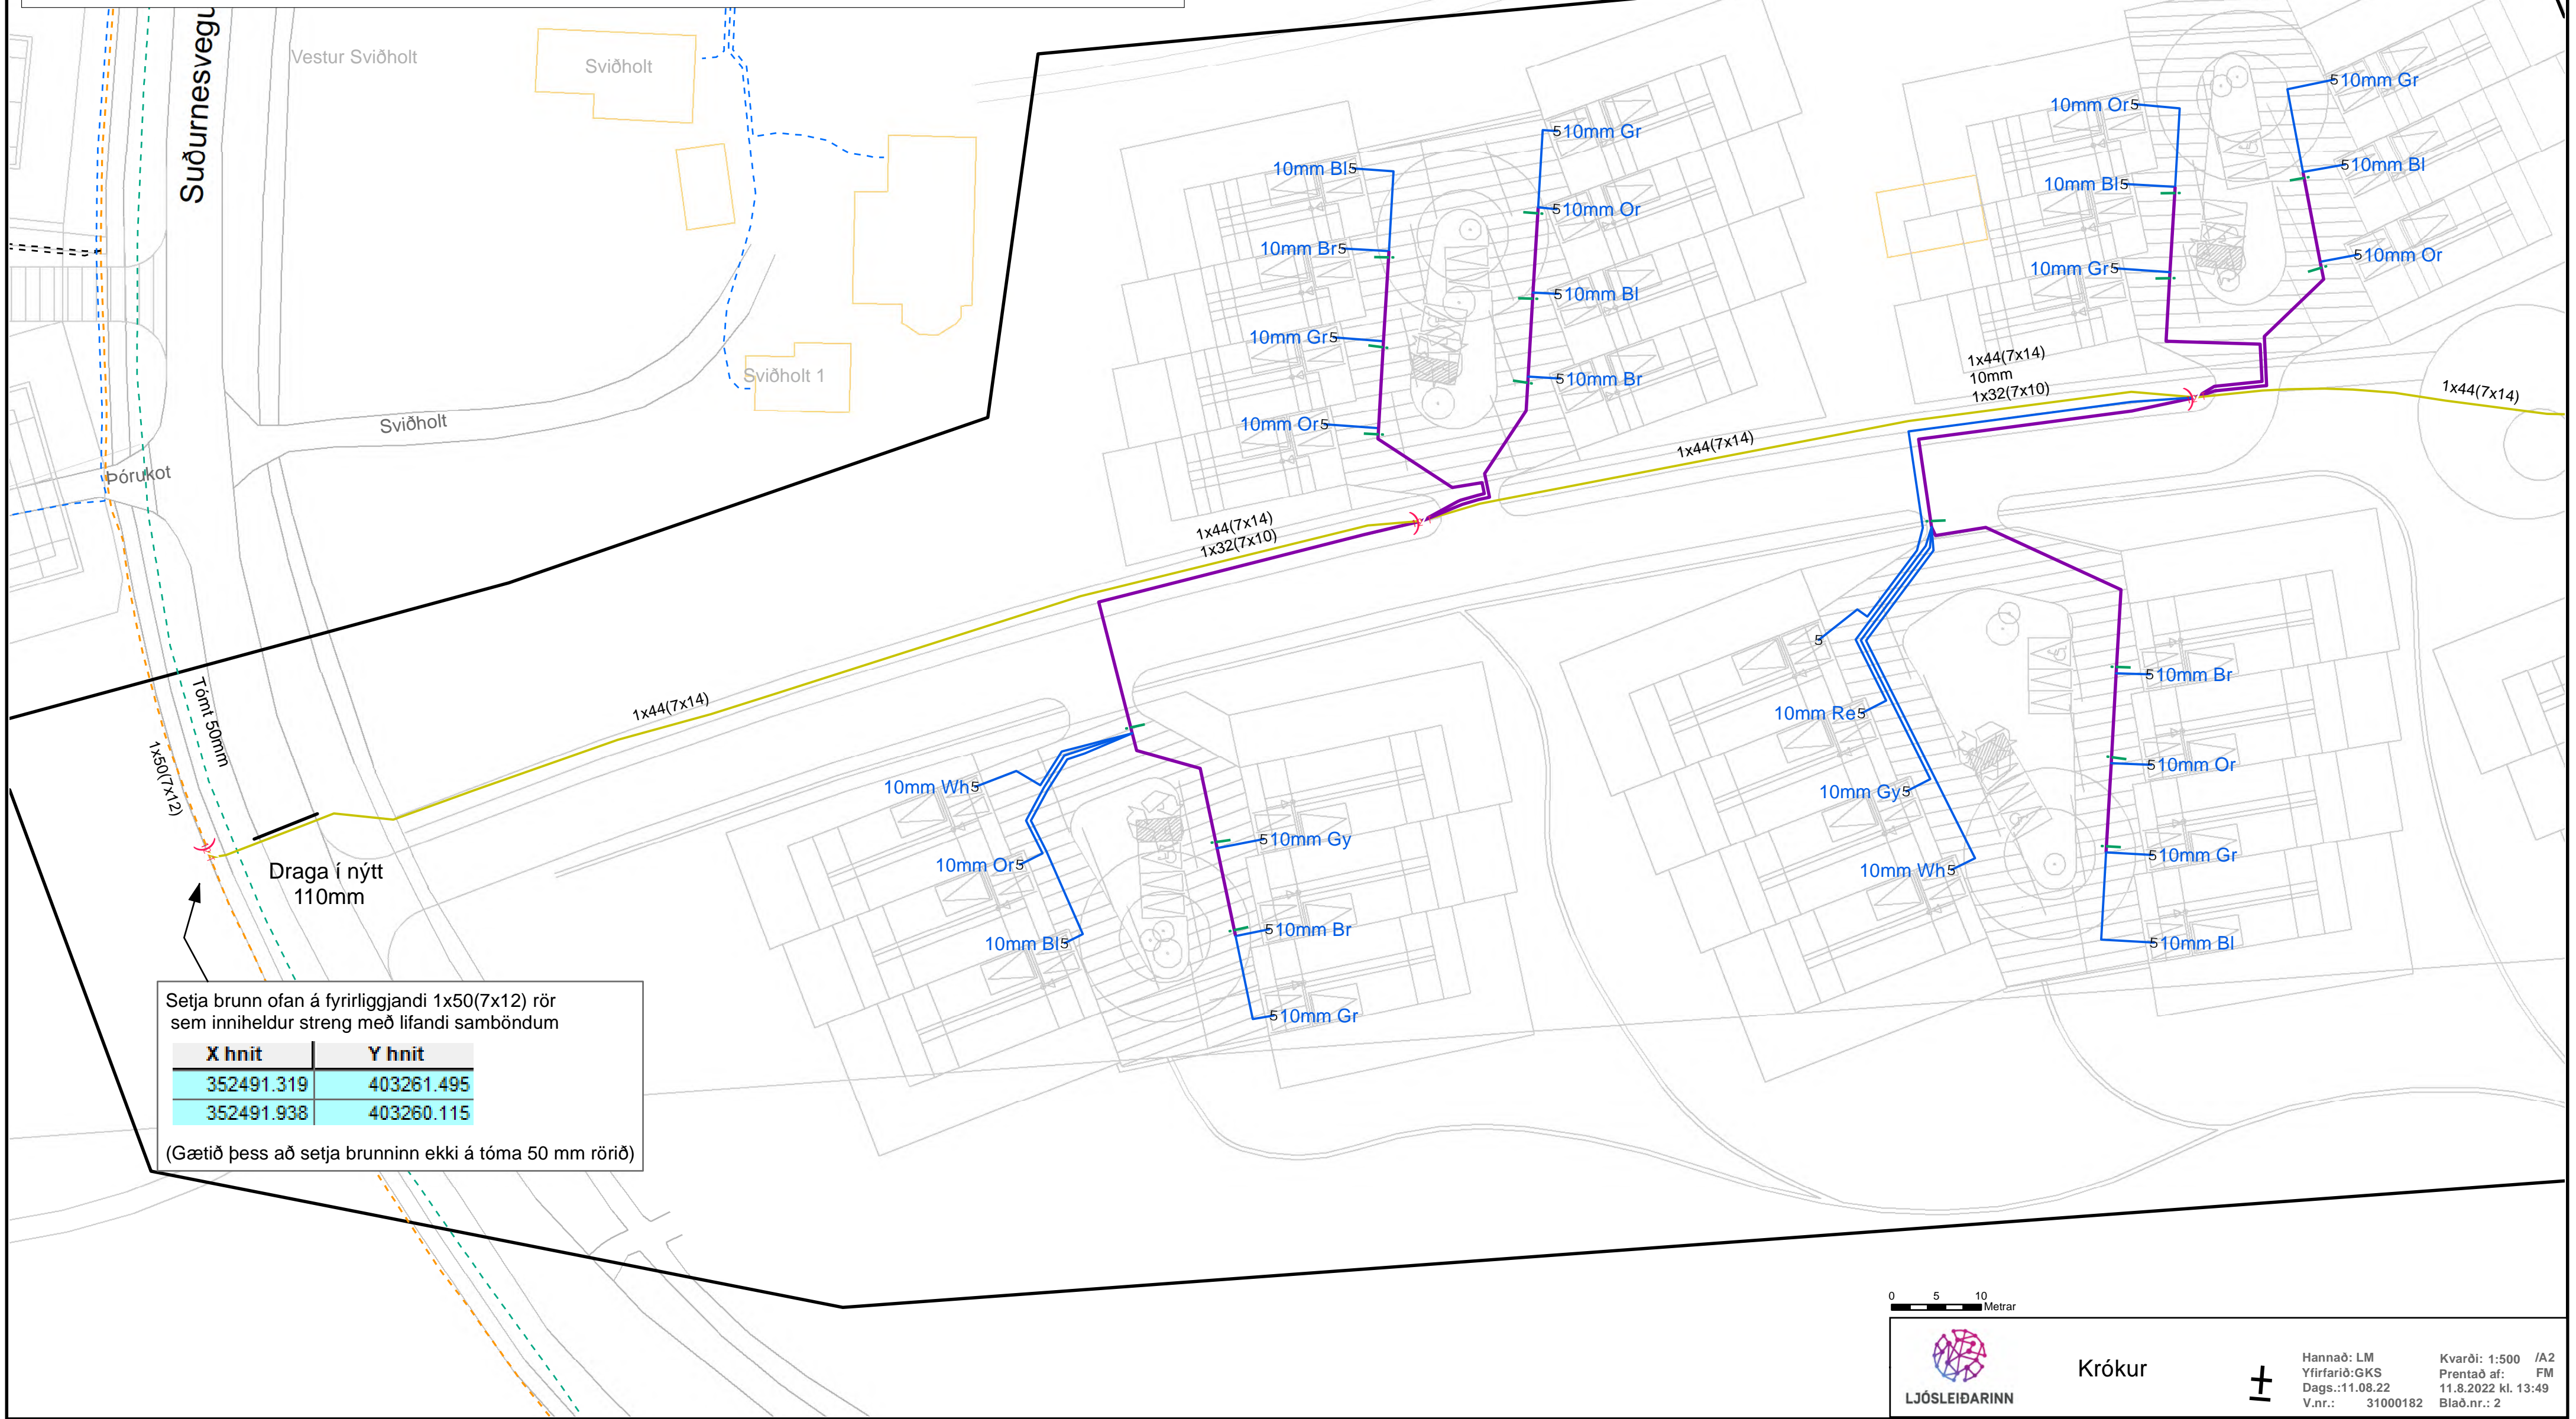 Suðurnesvegu
Vestur Sviðholt
Sviðholt
Sviðholt 1
Sviðholt
Þórukot
10mm Bl5
10mm Br5
10mm Gr5
10mm Or5
510mm Gr
510mm Or
510mm Bl
510mm Br
10mm Or5
10mm Bl5
10mm Gr5
510mm Gr
510mm Bl
510mm Or
1x44(7x14)
10mm
1x32(7x10)
1x44(7x14)
1x44(7x14)
1x44(7x14)
1x32(7x10)
1x44(7x14)
Tómt 50mm
1x50(7x12)
Draga í nýtt
110mm
10mm Wh5
10mm Or5
10mm Bl5
510mm Gy
510mm Br
510mm Gr
5
10mm Re5
10mm Gy5
10mm Wh5
510mm Br
510mm Or
510mm Gr
510mm Bl
Setja brunn ofan á fyrirliggjandi 1x50(7x12) rör
sem inniheldur streng með lifandi samböndum
X hnit Y hnit
352491.319 403261.495
352491.938 403260.115
(Gætið þess að setja brunninn ekki á tóma 50 mm rörið)
0 5 10
Metrar
LJÓSLEIÐARINN
Krókur
Hannað: LM Kvarði: 1:500 /A2
Yfirfarið:GKS Prentað af: FM
Dags.:11.08.22 11.8.2022 kl. 13:49
V.nr.: 31000182 Blað.nr.: 2